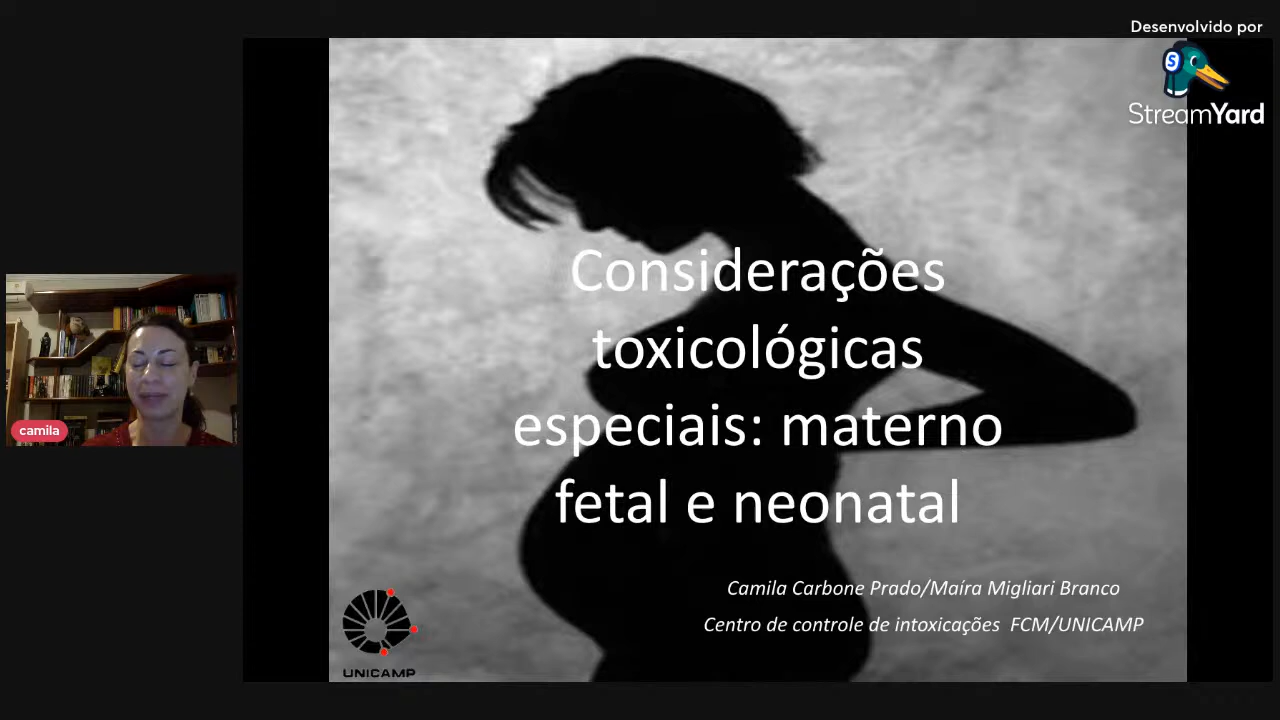 Desenvolvido por
S
StreamYard
Considerações
toxicológicas
especiais: materno
fetal e neonatal
camila
Camila Carbone Prado/Maíra Migliari Branco
Centro de controle de intoxicações FCM/UNICAMP
UNICAMP